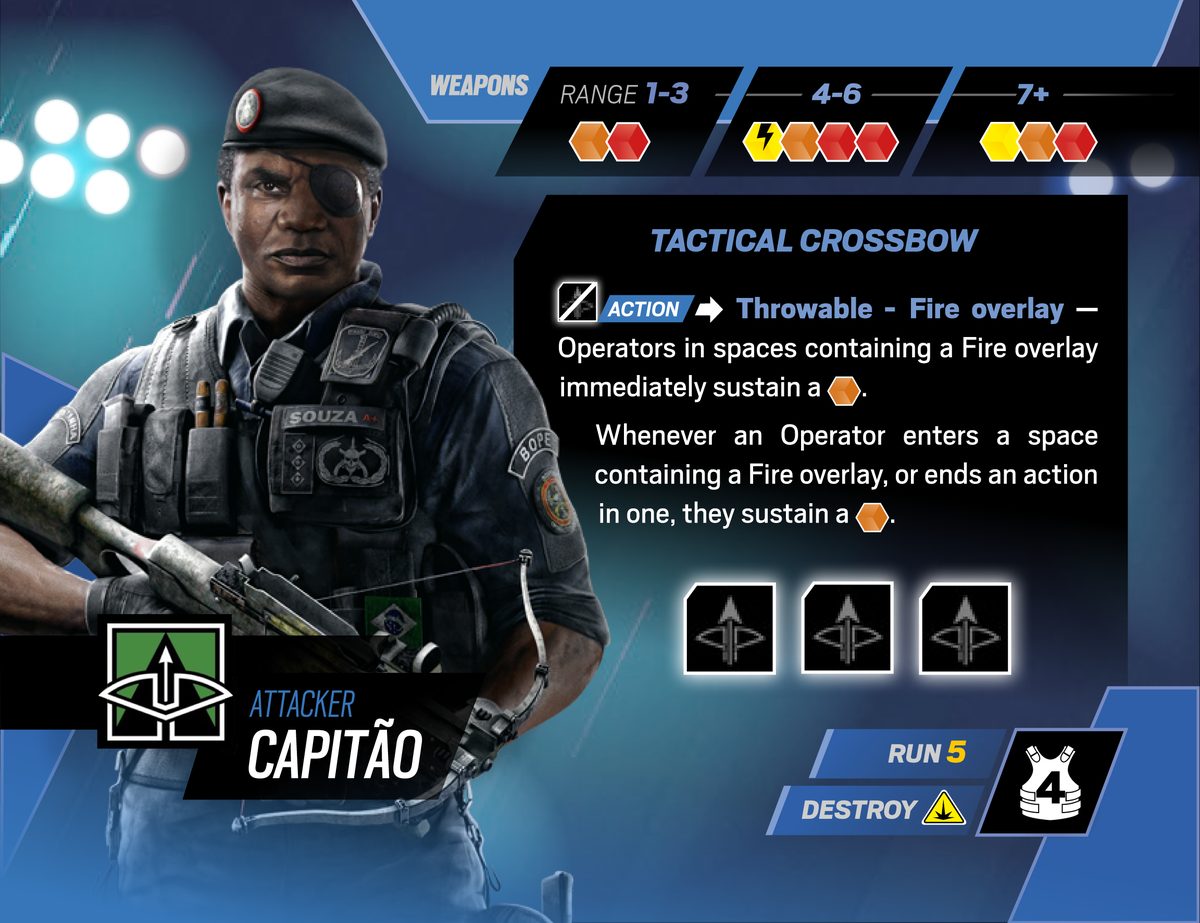 WEAPONS RANGE 1-3 4-6 7+
TACTICAL CROSSBOW
ACTION Throwable - Fire overlay —
Operators in spaces containing a Fire overlay
immediately sustain a .
Whenever an Operator enters a space
containing a Fire overlay, or ends an action
in one, they sustain a .
SOUZA A+
BOPE
ATTACKER
CAPITÃO
RUN 5
DESTROY
4